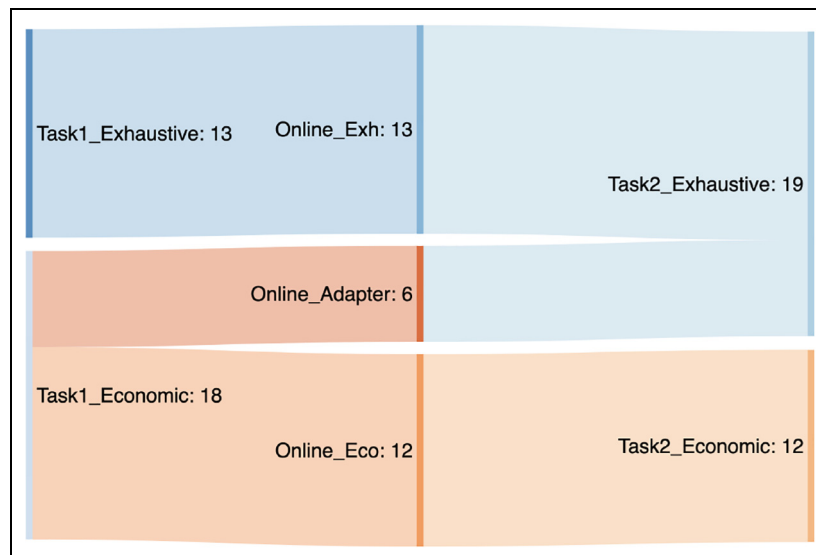 Task1_Exhaustive: 13
Online_Exh: 13
Task2_Exhaustive: 19
Online_Adapter: 6
Task1_Economic: 18
Online_Eco: 12
Task2_Economic: 12